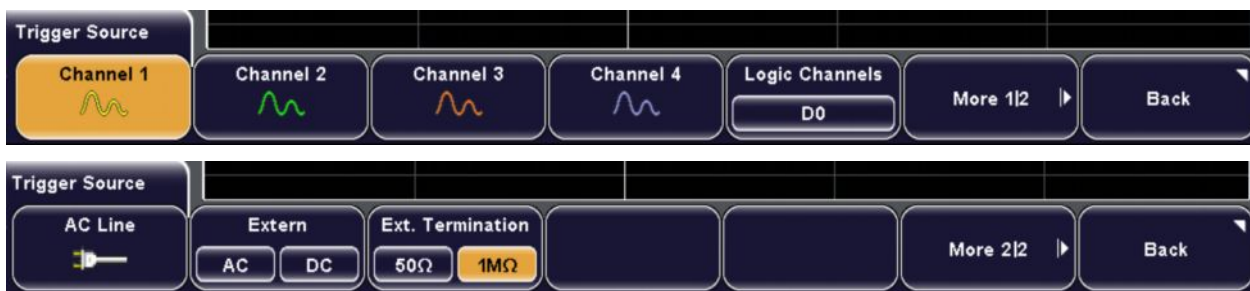 Trigger Source
Channel 1 Channel 2 Channel 3 Channel 4 Logic Channels
D0 More 1|2 Back
Trigger Source
AC Line Extern Ext. Termination
AC DC 50Ω 1MΩ More 2|2 Back